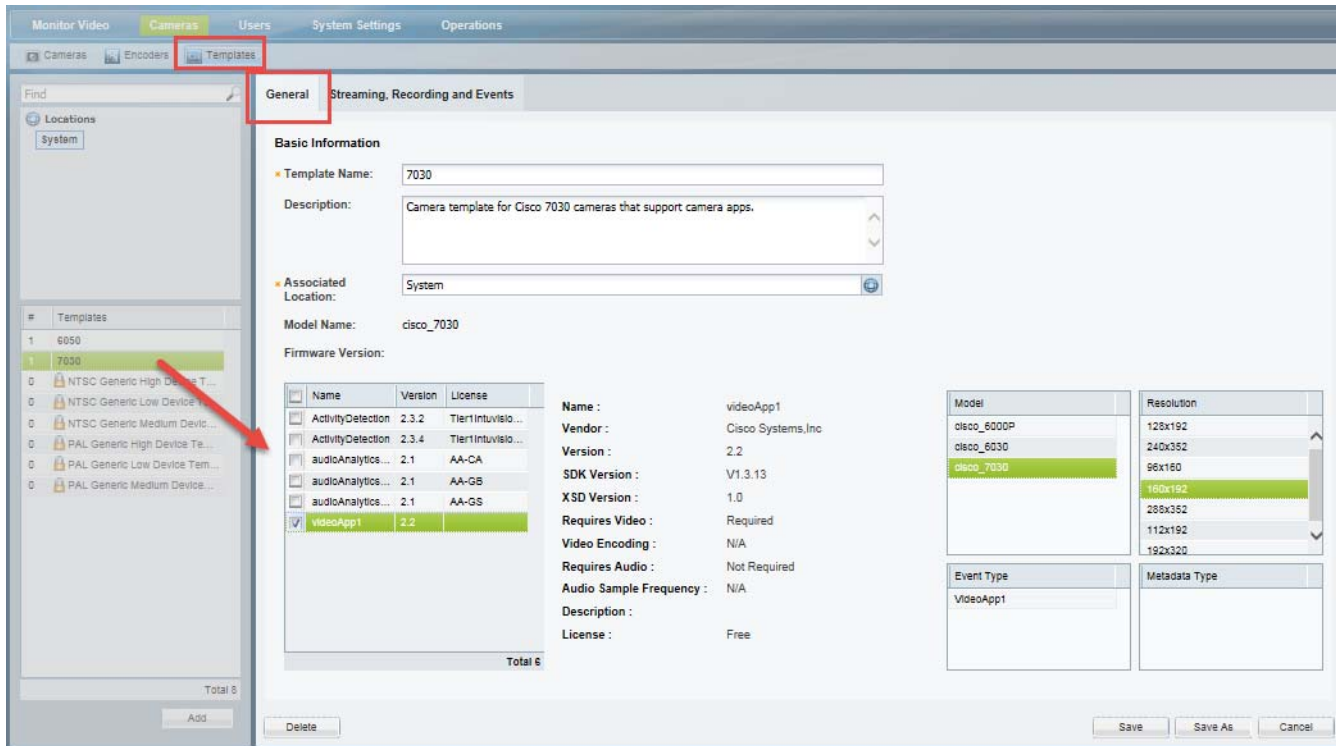 Monitor Video Cameras Users System Settings Operations
Cameras Encoders Templates
Find
Locations
System
# Templates
1 6050
1 7030
0 NTSC Generic High Device T...
0 NTSC Generic Low Device T...
0 NTSC Generic Medium Devic...
0 PAL Generic High Device Te...
0 PAL Generic Low Device Tem...
0 PAL Generic Medium Device...
Total 8
Add
General Streaming, Recording and Events
Basic Information
Template Name: 7030
Description: Camera template for Cisco 7030 cameras that support camera apps.
Associated Location: System
Model Name: cisco_7030
Firmware Version:
Name Version License
ActivityDetection 2.3.2 Tier1Intuvisio...
ActivityDetection 2.3.4 Tier1Intuvisio...
audioAnalytics... 2.1 AA-CA
audioAnalytics... 2.1 AA-GB
audioAnalytics... 2.1 AA-GS
videoApp1 2.2
Total 6
Name : videoApp1
Vendor : Cisco Systems,Inc
Version : 2.2
SDK Version : V1.3.13
XSD Version : 1.0
Requires Video : Required
Video Encoding : N/A
Requires Audio : Not Required
Audio Sample Frequency : N/A
Description :
License : Free
Model
cisco_6000P
cisco_6030
cisco_7030
Resolution
128x192
240x352
96x160
160x192
288x352
112x192
192x320
Event Type
VideoApp1
Metadata Type
Delete Save Save As Cancel